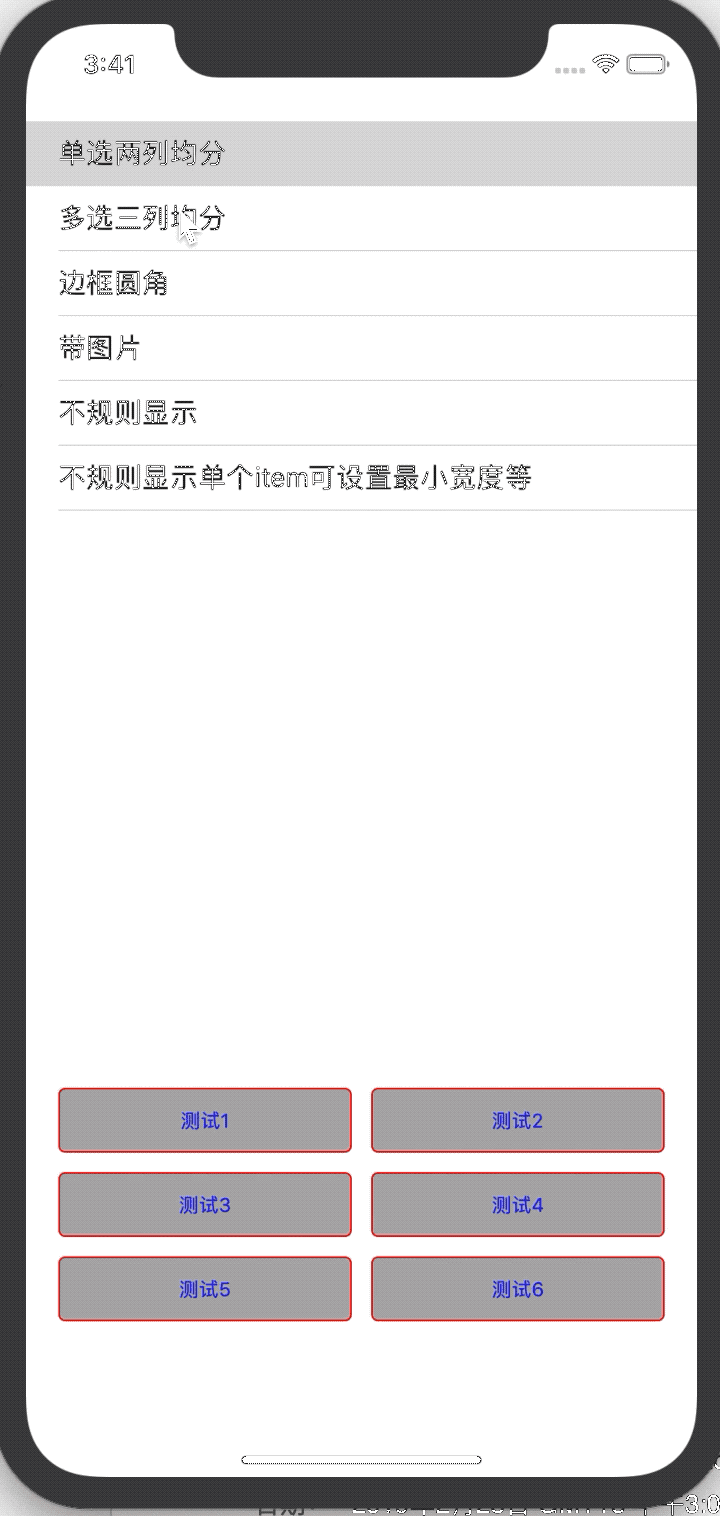 3:41
单选两列均分
多选三列均分
边框圆角
带图片
不规则显示
不规则显示单个item可设置最小宽度等
测试1
测试2
测试3
测试4
测试5
测试6